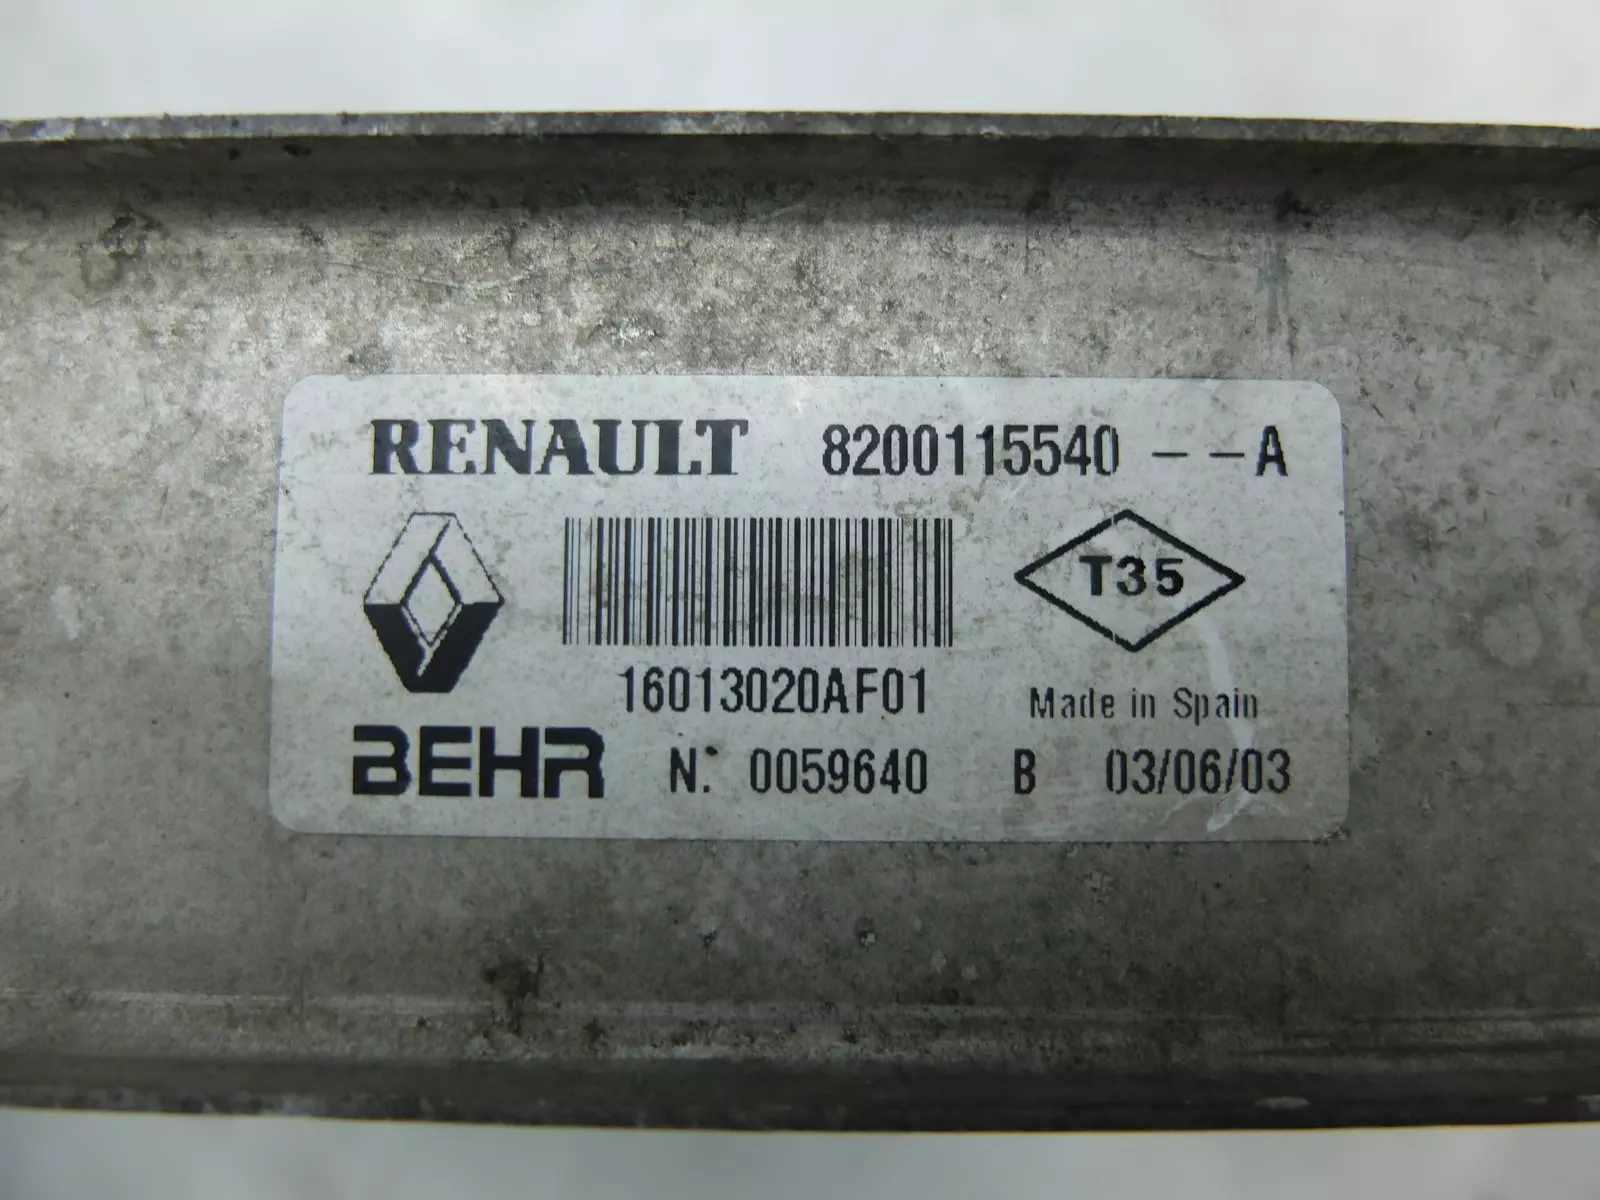 RENAULT 8200115540 - - A
T35
16013020AF01
Made in Spain
BEHR N. 0059640 B 03/06/03